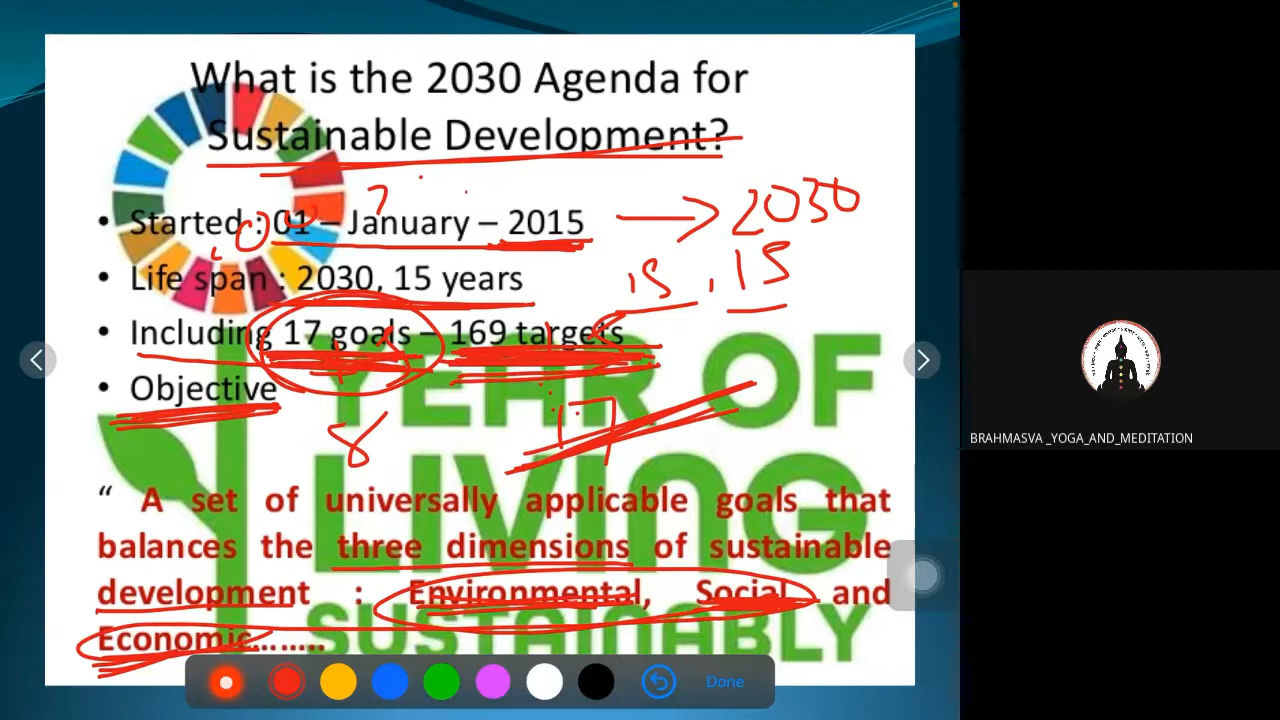 What is the 2030 Agenda for
Sustainable Development?
• Started : 01 – January – 2015
2030
• Life span : 2030, 15 years
15, 15
• Including 17 goals – 169 targets
• Objective
8
17
YEAR OF
LIVING
SUSTAINABLY
“ A set of universally applicable goals that
balances the three dimensions of sustainable
development : Environmental, Social and
Economic........
Done
BRAHMASVA _YOGA_AND_MEDITATION